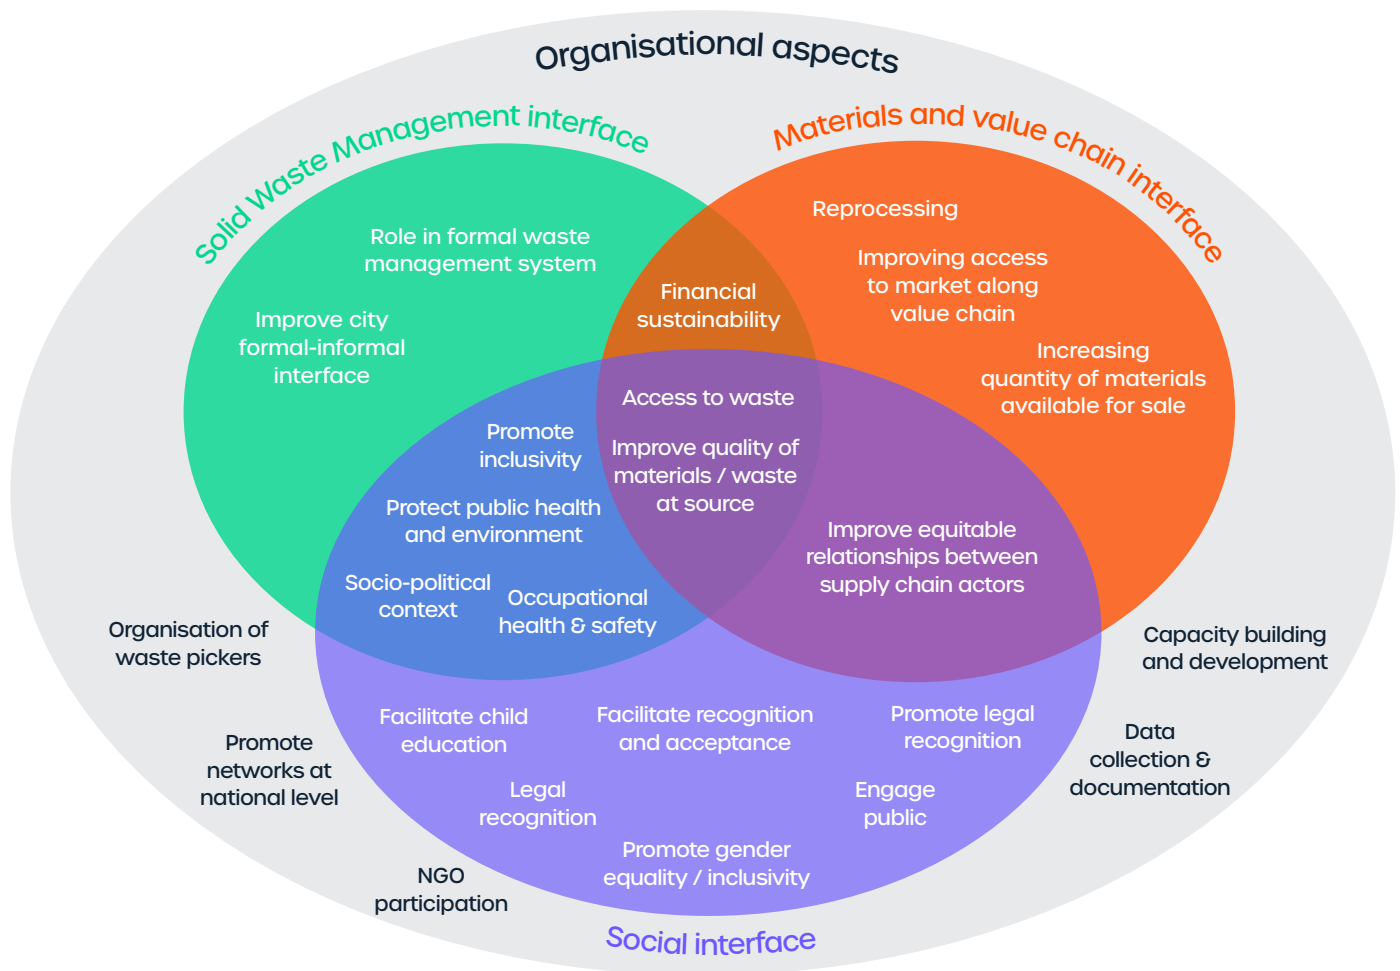 Organisational aspects
Solid Waste Management interface
Materials and value chain interface
Role in formal waste
management system
Improve city
formal-informal
interface
Reprocessing
Improving access
to market along
value chain
Increasing
quantity of materials
available for sale
Financial
sustainability
Access to waste
Improve quality of
materials / waste
at source
Promote
inclusivity
Protect public health
and environment
Socio-political
context
Occupational
health & safety
Improve equitable
relationships between
supply chain actors
Organisation of
waste pickers
Capacity building
and development
Facilitate child
education
Facilitate recognition
and acceptance
Promote legal
recognition
Promote
networks at
national level
Data
collection &
documentation
Legal
recognition
Engage
public
Promote gender
equality / inclusivity
NGO
participation
Social interface